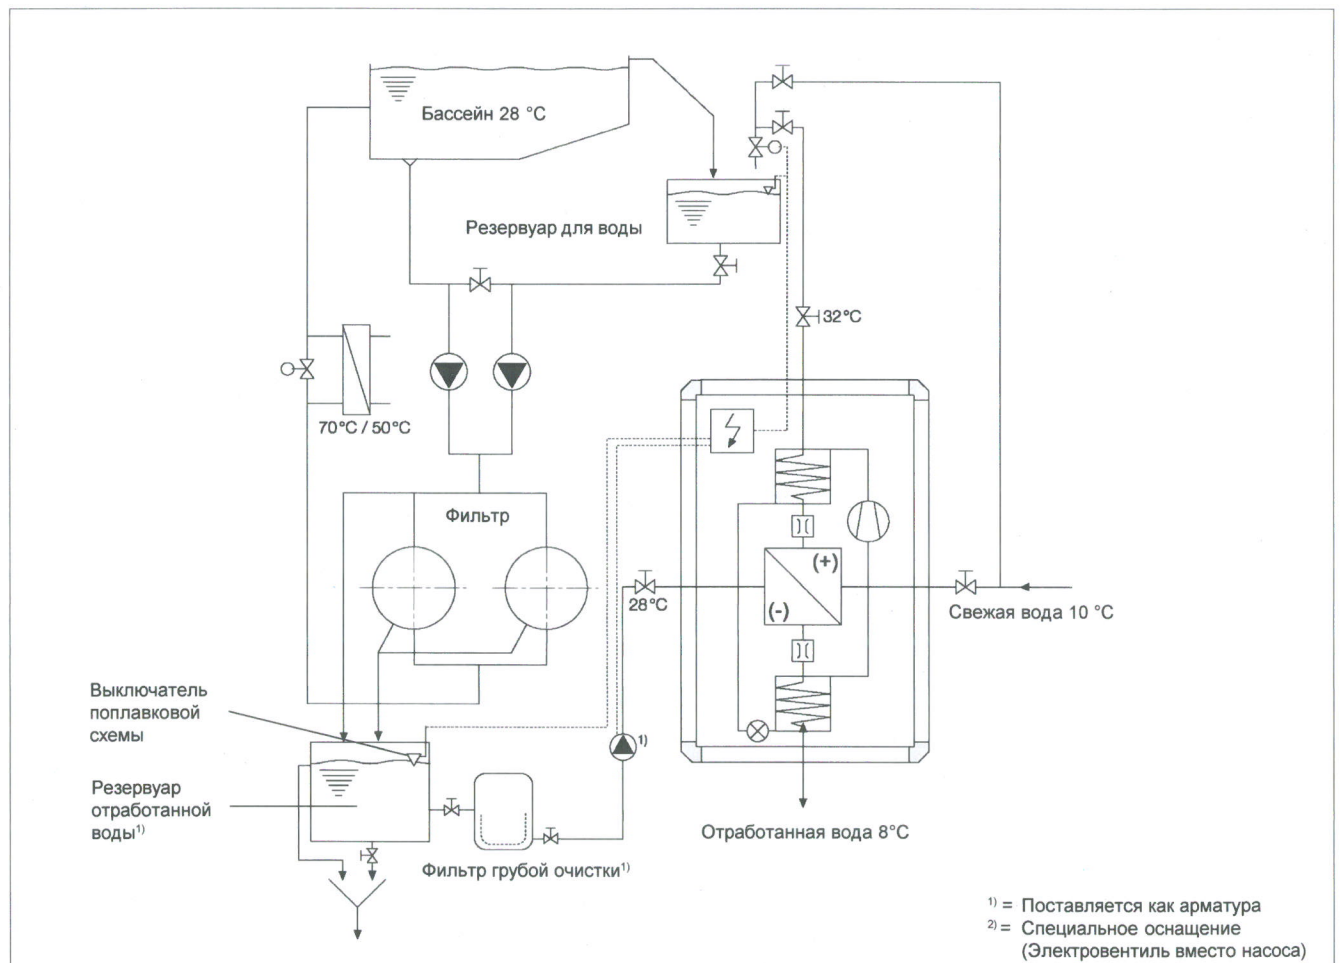 Бассейн 28 °C
Резервуар для воды
32°C
70°C / 50°C
Фильтр
(+)
(-)
28°C
Свежая вода 10 °C
Выключатель
поплавковой
схемы
1)
Резервуар
отработанной
воды1)
Отработанная вода 8°C
Фильтр грубой очистки1)
1) = Поставляется как арматура
2) = Специальное оснащение
(Электровентиль вместо насоса)